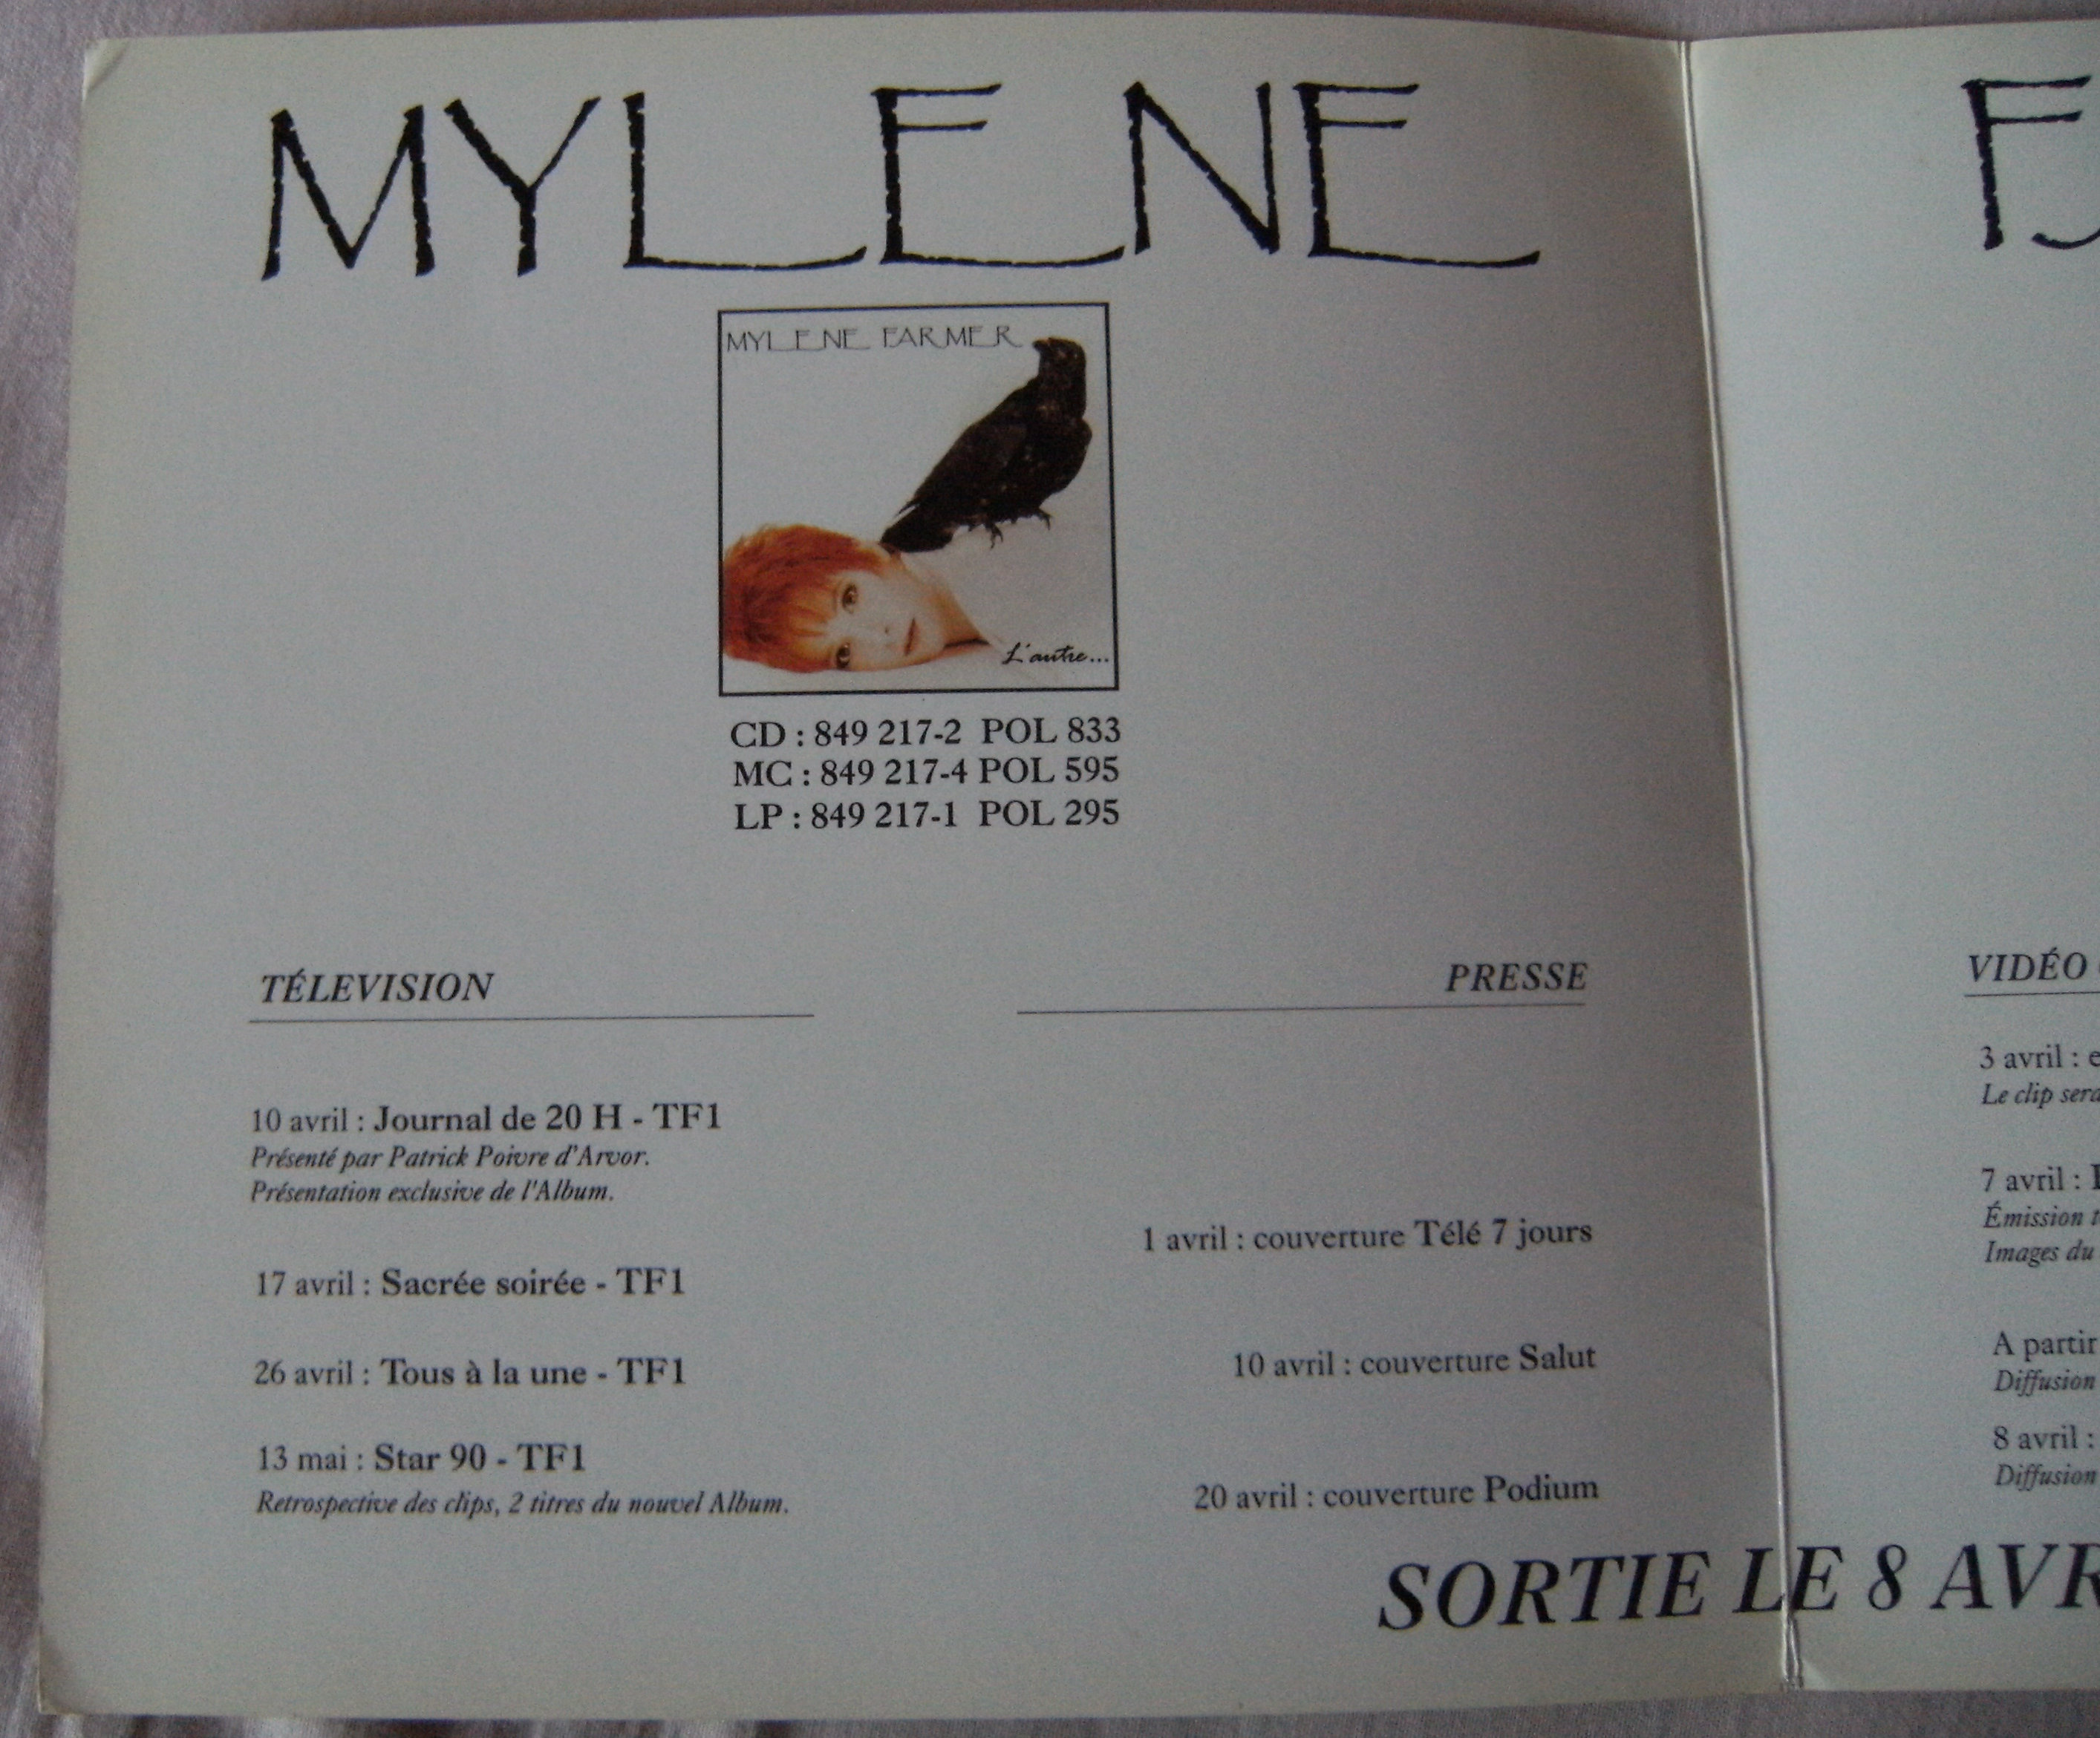 MYLENE
MYLENE FARMER
L'autre...
CD : 849 217-2 POL 833
MC : 849 217-4 POL 595
LP : 849 217-1 POL 295
TÉLEVISION
10 avril : Journal de 20 H - TF1
Présenté par Patrick Poivre d'Arvor.
Présentation exclusive de l'Album.
17 avril : Sacrée soirée - TF1
26 avril : Tous à la une - TF1
13 mai : Star 90 - TF1
Retrospective des clips, 2 titres du nouvel Album.
PRESSE
1 avril : couverture Télé 7 jours
10 avril : couverture Salut
20 avril : couverture Podium
VIDÉO
3 avril :
Le clip
7 avril :
Émission
Images du
A partir
Diffusion
8 avril :
Diffusion
SORTIE LE 8